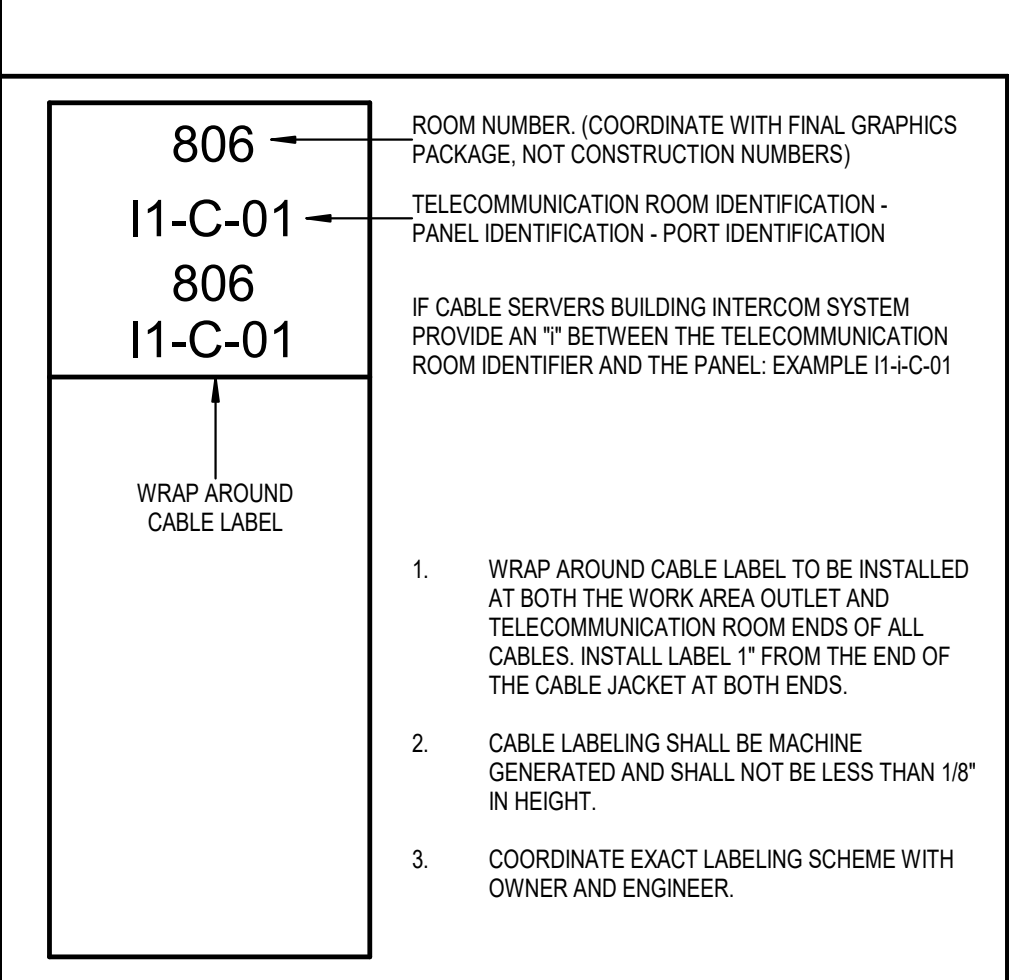 806
I1-C-01
806
I1-C-01
WRAP AROUND
CABLE LABEL
ROOM NUMBER. (COORDINATE WITH FINAL GRAPHICS
PACKAGE, NOT CONSTRUCTION NUMBERS)
TELECOMMUNICATION ROOM IDENTIFICATION -
PANEL IDENTIFICATION - PORT IDENTIFICATION
IF CABLE SERVERS BUILDING INTERCOM SYSTEM
PROVIDE AN "i" BETWEEN THE TELECOMMUNICATION
ROOM IDENTIFIER AND THE PANEL: EXAMPLE I1-i-C-01
1. WRAP AROUND CABLE LABEL TO BE INSTALLED
AT BOTH THE WORK AREA OUTLET AND
TELECOMMUNICATION ROOM ENDS OF ALL
CABLES. INSTALL LABEL 1" FROM THE END OF
THE CABLE JACKET AT BOTH ENDS.
2. CABLE LABELING SHALL BE MACHINE
GENERATED AND SHALL NOT BE LESS THAN 1/8"
IN HEIGHT.
3. COORDINATE EXACT LABELING SCHEME WITH
OWNER AND ENGINEER.